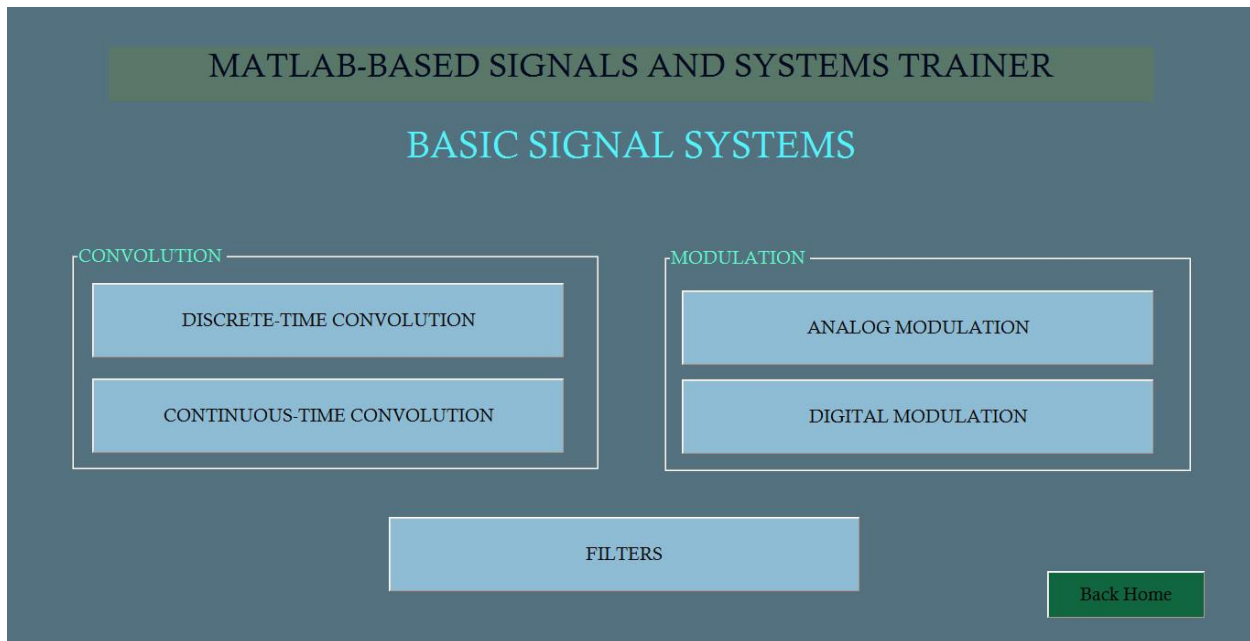 MATLAB-BASED SIGNALS AND SYSTEMS TRAINER
BASIC SIGNAL SYSTEMS
CONVOLUTION
DISCRETE-TIME CONVOLUTION
CONTINUOUS-TIME CONVOLUTION
MODULATION
ANALOG MODULATION
DIGITAL MODULATION
FILTERS
Back Home